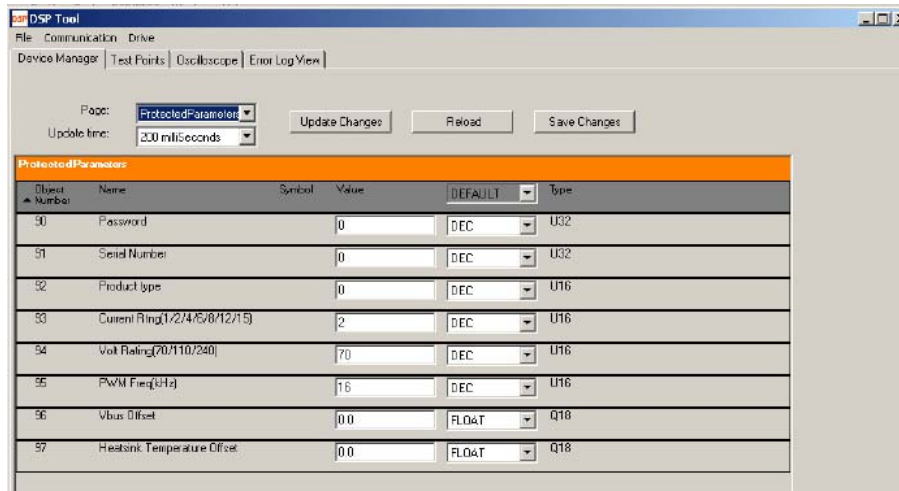 DSP DSP Tool
File Communication Drive
Device Manager Test Points Oscilloscope Error Log View
Page: ProtectedParameters Update Changes Reload Save Changes
Update time: 200 milliSeconds
ProtectedParameters
Object Number Name Symbol Value DEFAULT Type
90 Password 0 DEC U32
91 Serial Number 0 DEC U32
92 Product type 0 DEC U16
93 Current Rtng(1/2/4/6/8/12/15) 2 DEC U16
94 Volt Rating(70/110/240) 70 DEC U16
95 PWM Freq(kHz) 16 DEC U16
96 Vbus Offset 0.0 FLOAT Q18
97 Heatsink Temperature Offset 0.0 FLOAT Q18